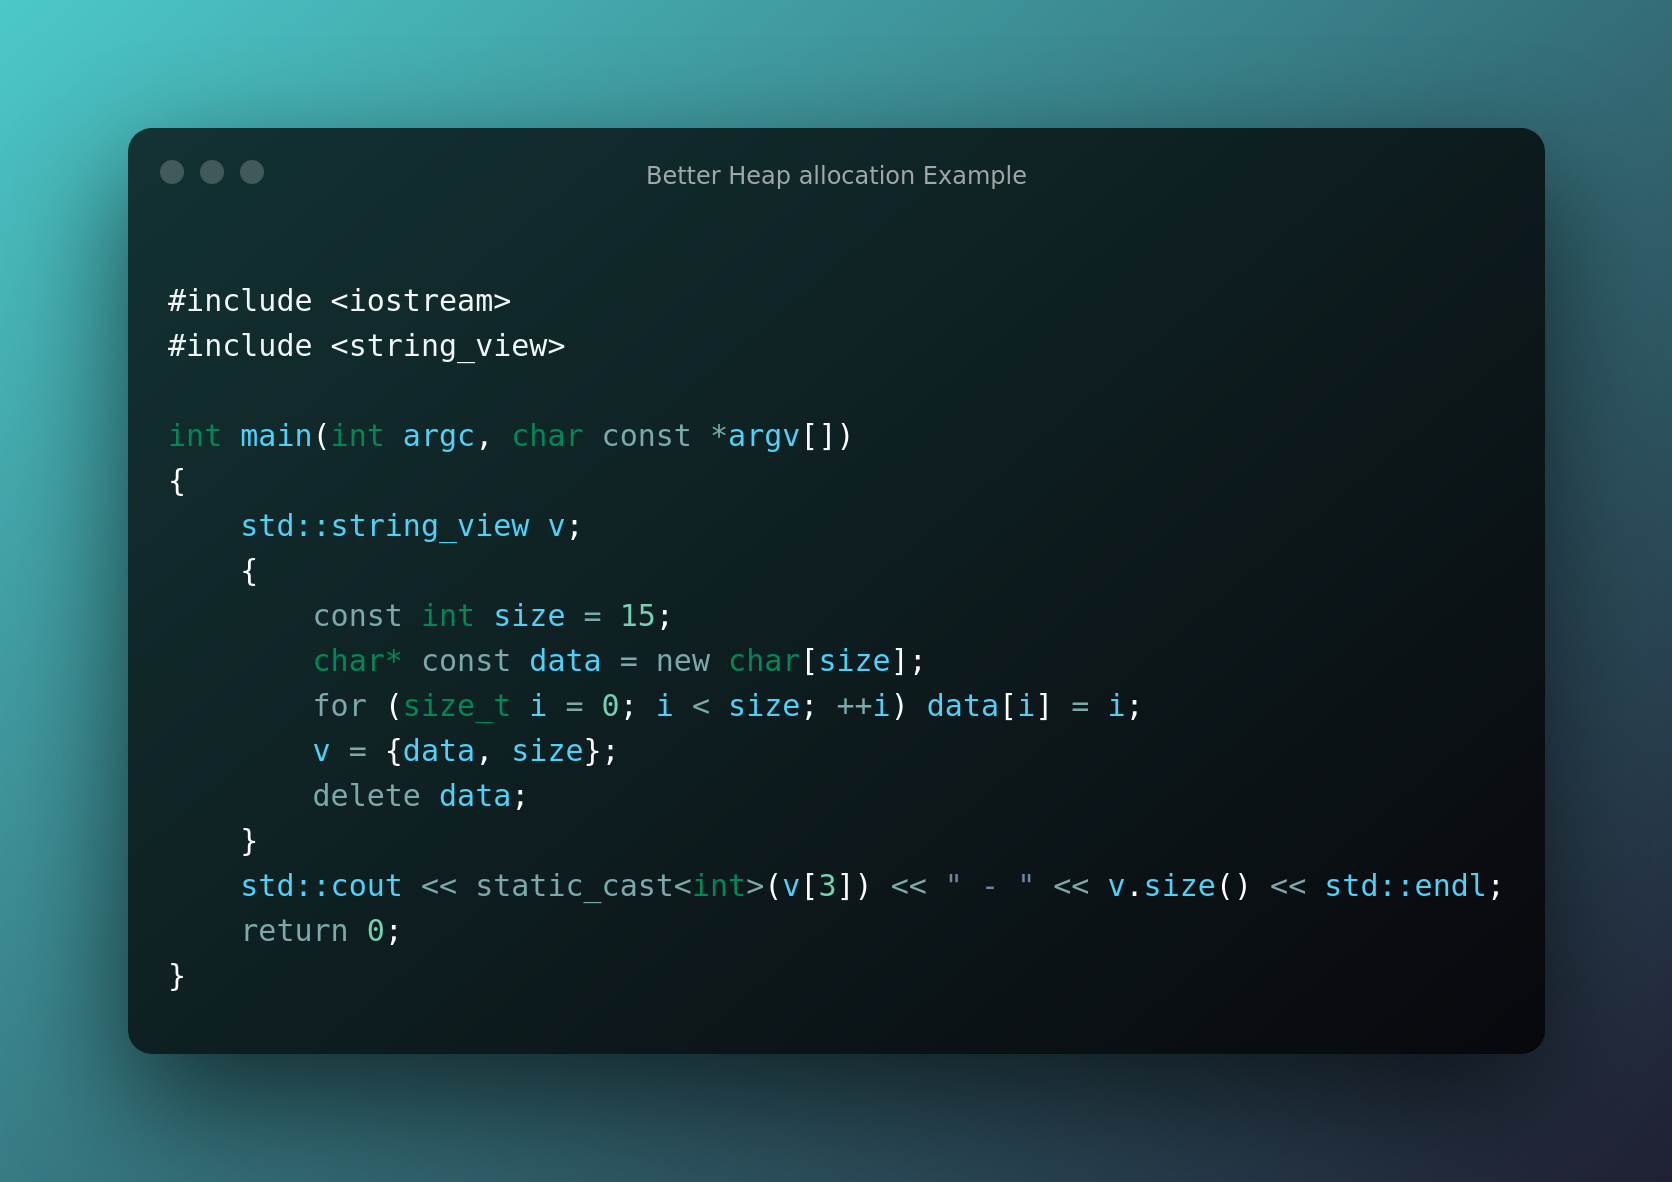 Better Heap allocation Example
#include <iostream>
#include <string_view>
int main(int argc, char const *argv[])
{
    std::string_view v;
    {
        const int size = 15;
        char* const data = new char[size];
        for (size_t i = 0; i < size; ++i) data[i] = i;
        v = {data, size};
        delete data;
    }
    std::cout << static_cast<int>(v[3]) << " - " << v.size() << std::endl;
    return 0;
}